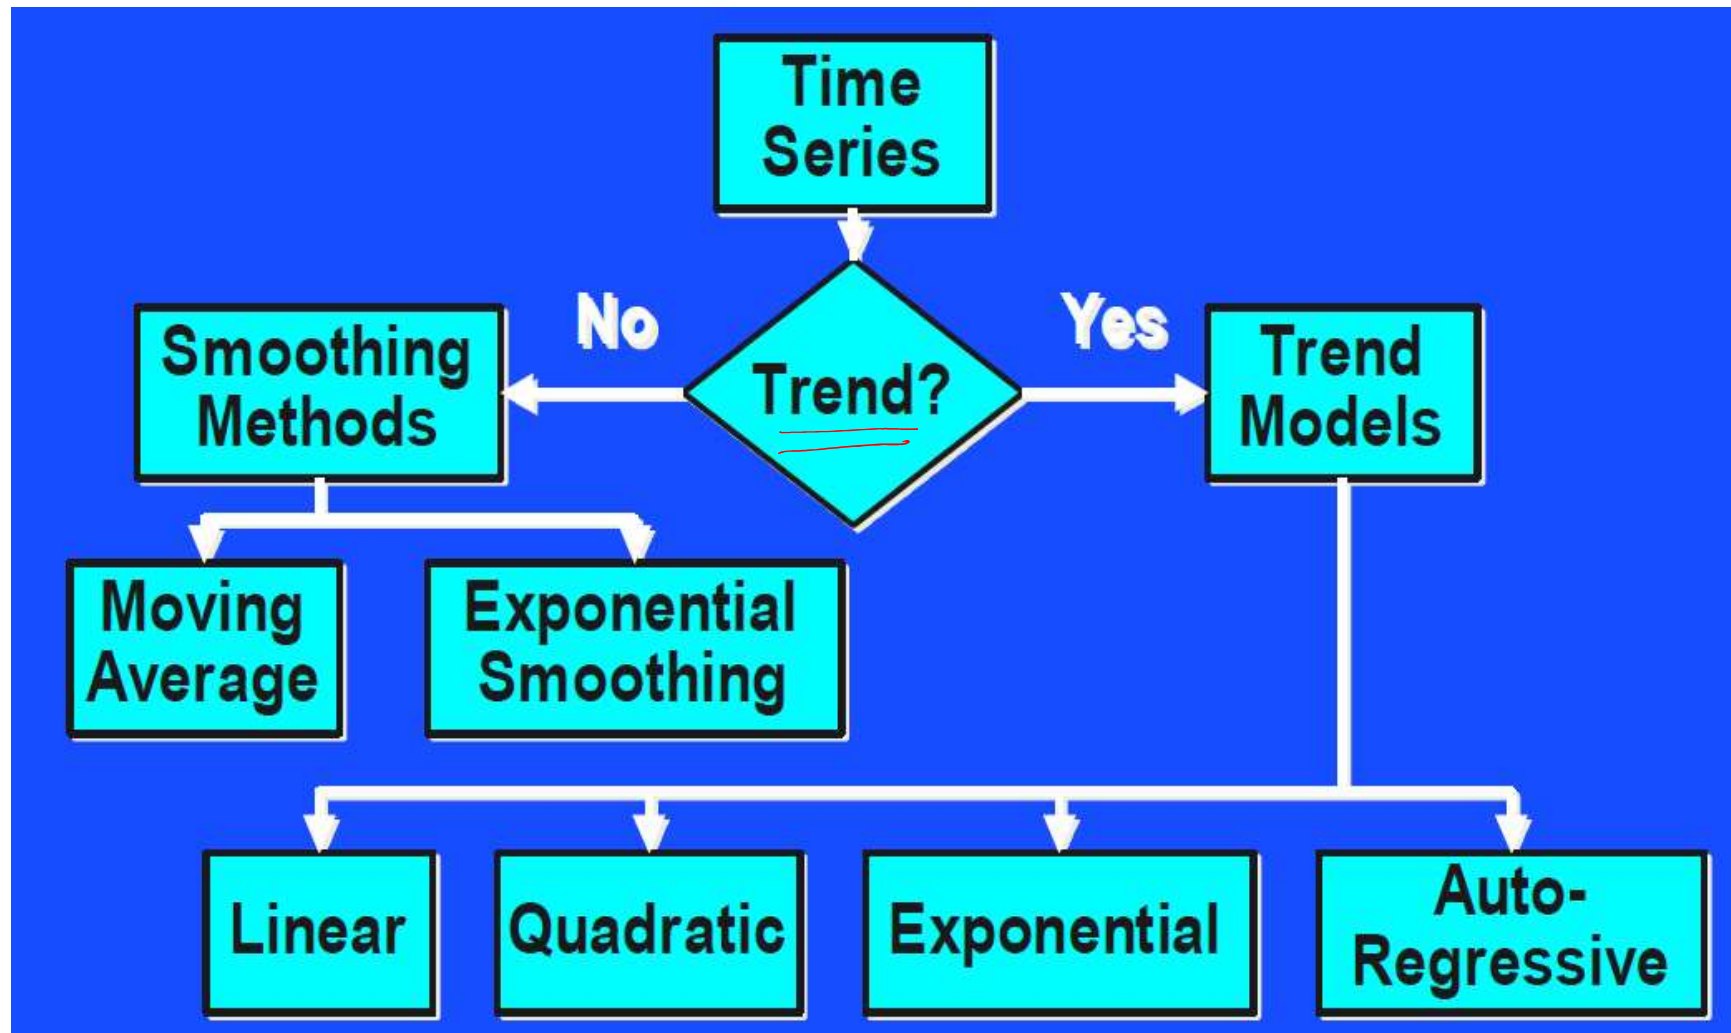 Time
Series
No
Yes
Smoothing
Methods
Trend?
Trend
Models
Moving
Average
Exponential
Smoothing
Linear
Quadratic
Exponential
Auto-
Regressive